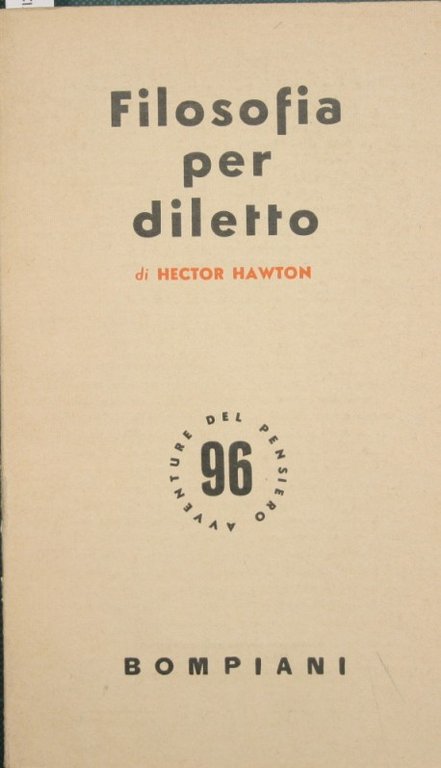 Filosofia
per
diletto
di HECTOR HAWTON
AVVENTURE DEL PENSIERO
96
BOMPIANI